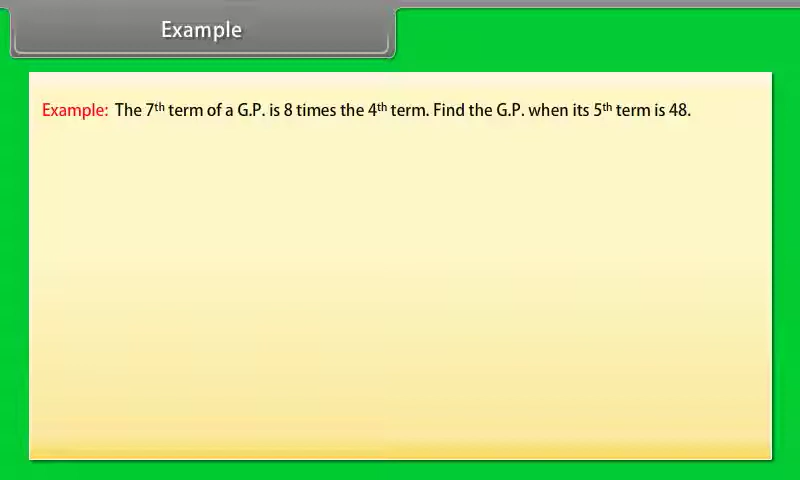 Example
Example: The 7th term of a G.P. is 8 times the 4th term. Find the G.P. when its 5th term is 48.